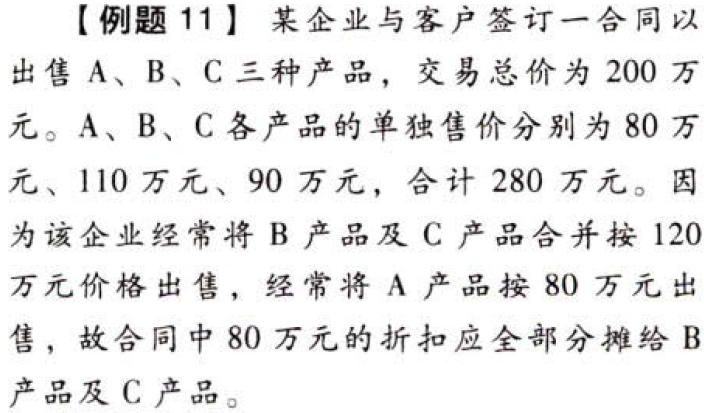 【例题 11】 某企业与客户签订一合同以
出售 A、B、C 三种产品，交易总价为 200 万
元。A、B、C 各产品的单独售价分别为 80 万
元、110 万元、90 万元，合计 280 万元。因
为该企业经常将 B 产品及 C 产品合并按 120
万元价格出售，经常将 A 产品按 80 万元出
售，故合同中 80 万元的折扣应全部分摊给 B
产品及 C 产品。